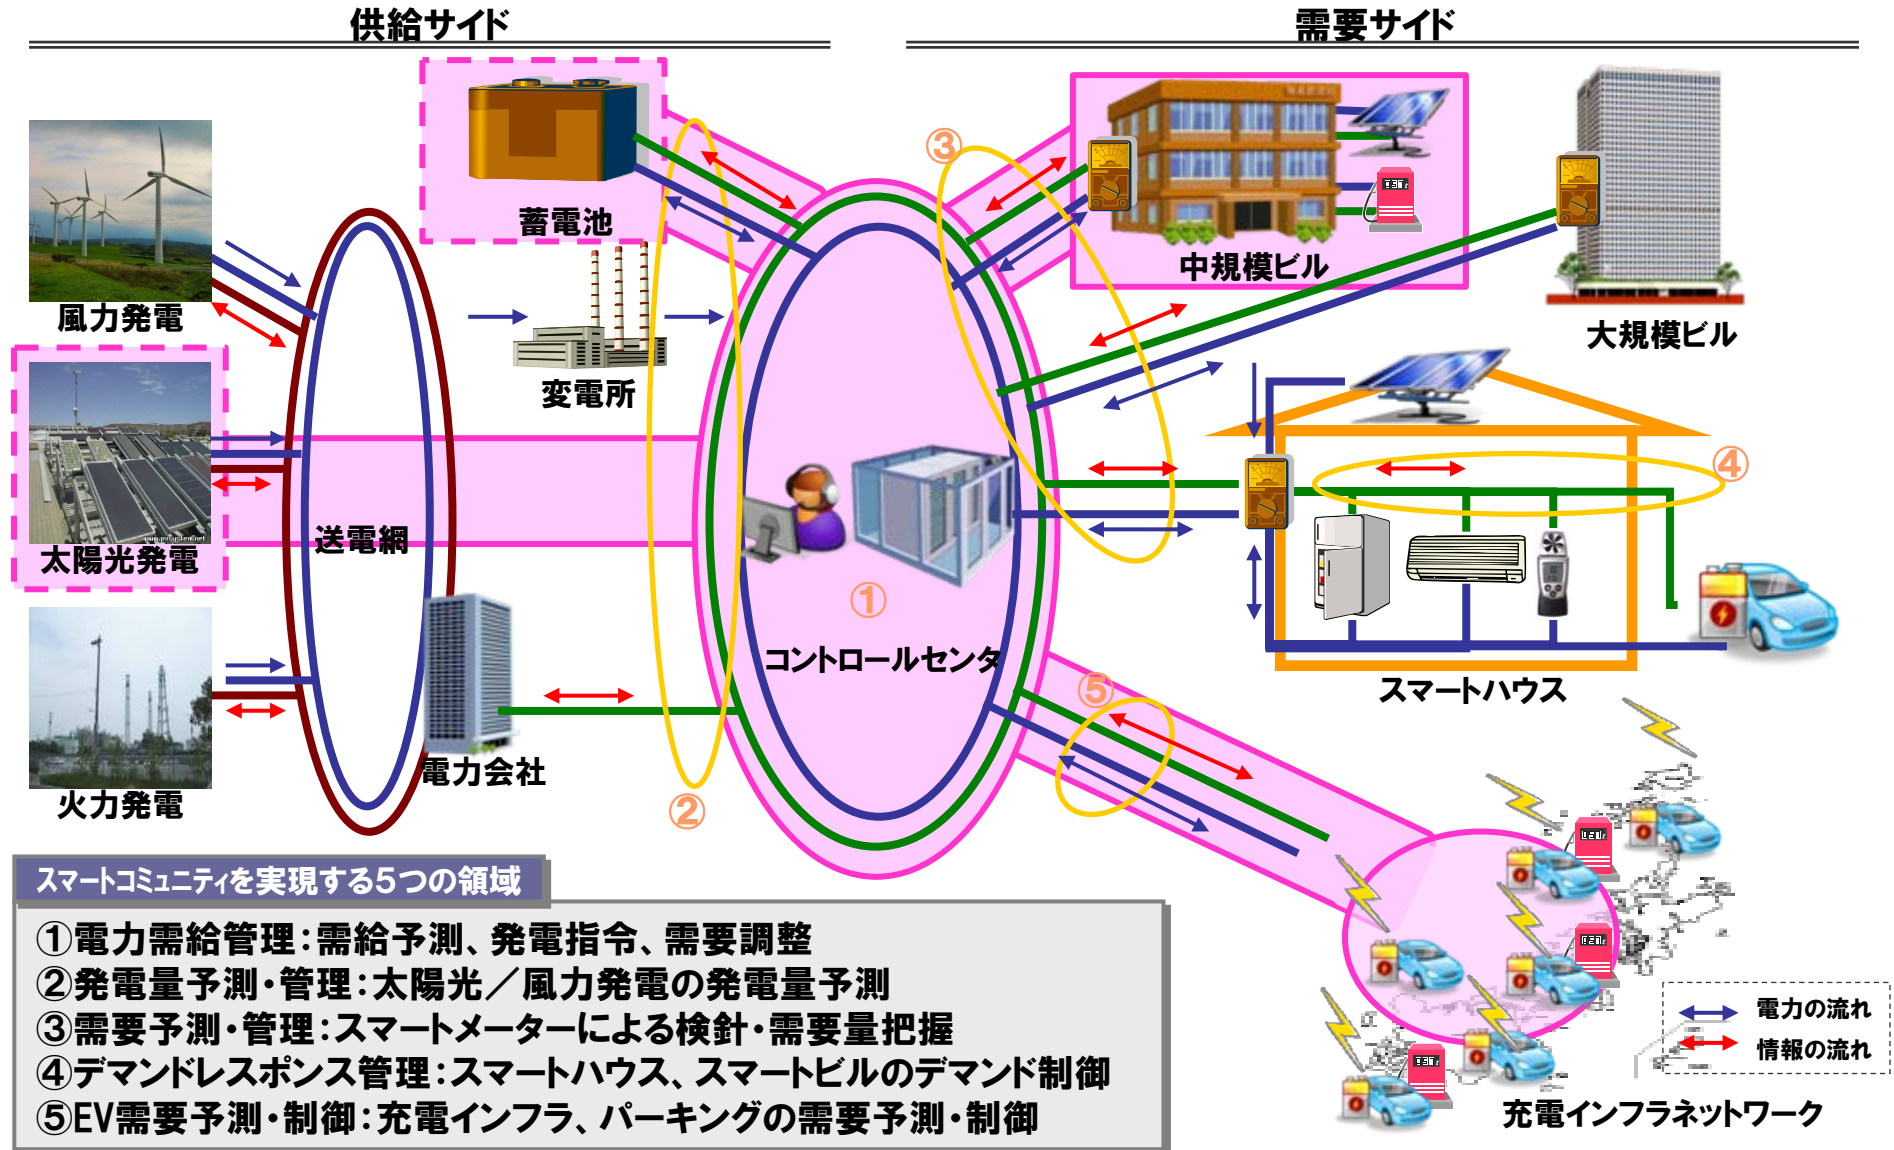 供給サイド
需要サイド
蓄電池
中規模ビル
大規模ビル
風力発電
変電所
③
④
www.pvsystem.net
太陽光発電
送電網
①
コントロールセンタ
スマートハウス
電力会社
火力発電
②
⑤
スマートコミュニティを実現する5つの領域
①電力需給管理：需給予測、発電指令、需要調整
②発電量予測・管理：太陽光／風力発電の発電量予測
③需要予測・管理：スマートメーターによる検針・需要量把握
④デマンドレスポンス管理：スマートハウス、スマートビルのデマンド制御
⑤EV需要予測・制御：充電インフラ、パーキングの需要予測・制御
電力の流れ
情報の流れ
充電インフラネットワーク